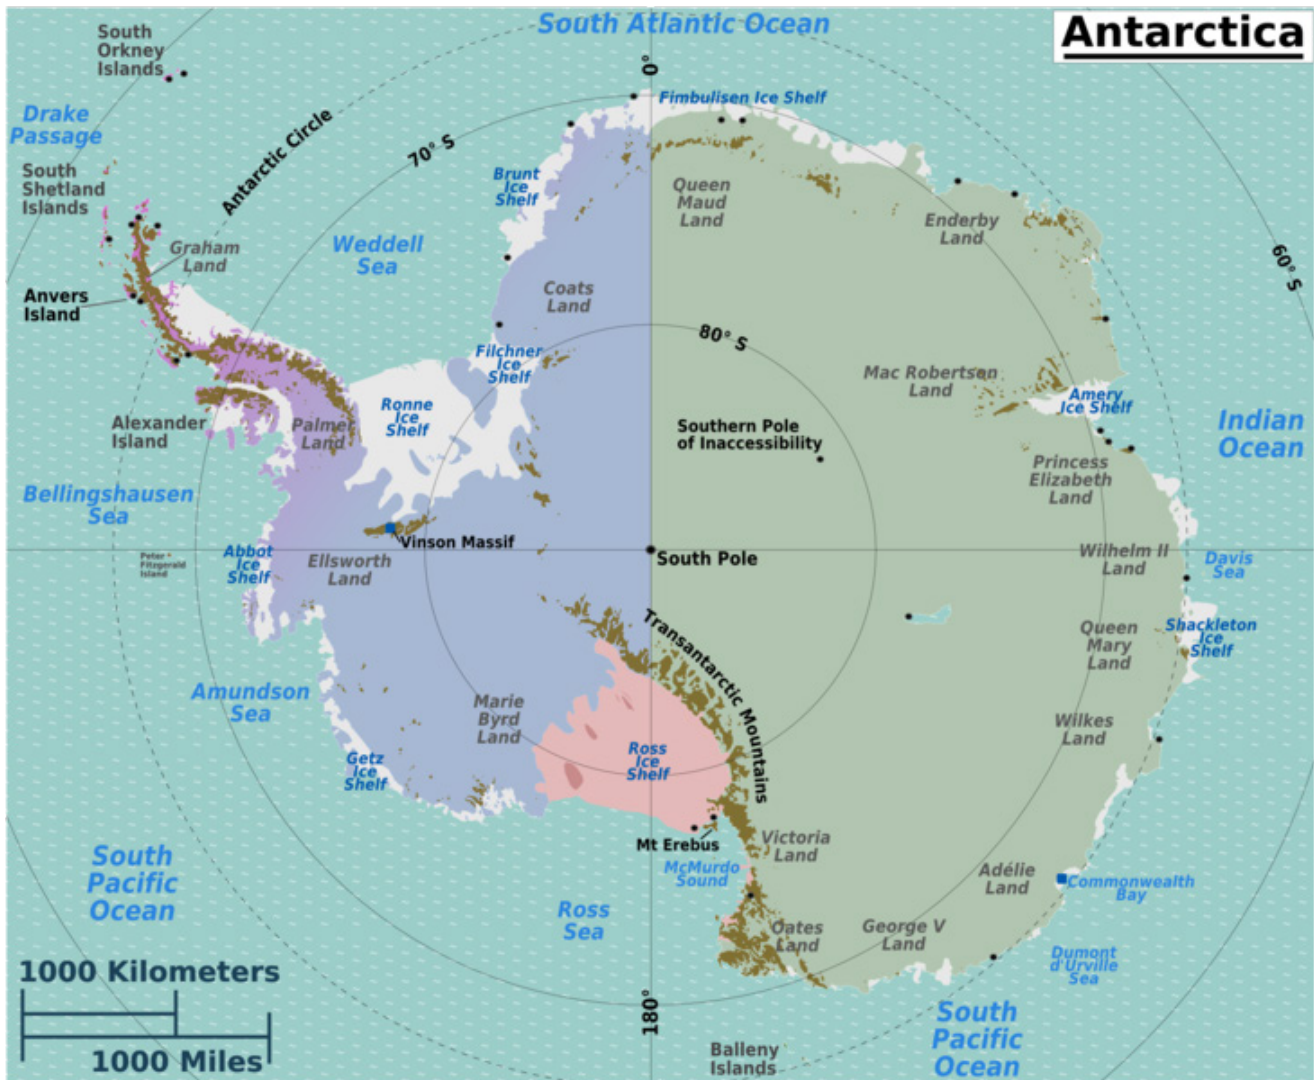 South Atlantic Ocean
Antarctica
South
Orkney
Islands
0°
Fimbulisen Ice Shelf
Drake
Passage
Antarctic Circle
70° S
South
Shetland
Islands
Brunt
Ice
Shelf
Queen
Maud
Land
Enderby
Land
Graham
Land
Weddell
Sea
60° S
Anvers
Island
Coats
Land
80° S
Filchner
Ice
Shelf
Mac Robertson
Land
Amery
Ice Shelf
Ronne
Ice
Shelf
Alexander
Island
Palmer
Land
Southern Pole
of Inaccessibility
Indian
Ocean
Princess
Elizabeth
Land
Bellingshausen
Sea
Vinson Massif
Peter
Fitzgerald
Island
Abbot
Ice
Shelf
Ellsworth
Land
South Pole
Wilhelm II
Land
Davis
Sea
Transantarctic Mountains
Queen
Mary
Land
Shackleton
Ice
Shelf
Amundson
Sea
Marie
Byrd
Land
Wilkes
Land
Getz
Ice
Shelf
Ross
Ice
Shelf
Mt Erebus
Victoria
Land
McMurdo
Sound
South
Pacific
Ocean
Adélie
Land
Commonwealth
Bay
Ross
Sea
Oates
Land
George V
Land
Dumont
d'Urville
Sea
1000 Kilometers
1000 Miles
180°
South
Pacific
Ocean
Balleny
Islands